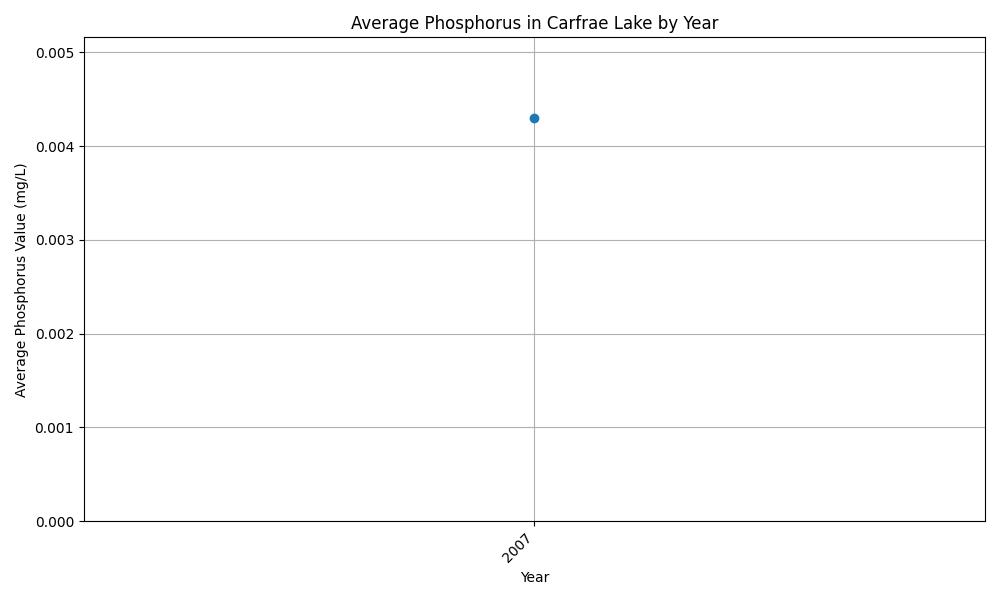 Average Phosphorus in Carfrae Lake by Year
Average Phosphorus Value (mg/L)
0.005
0.004
0.003
0.002
0.001
0.000
2007
Year